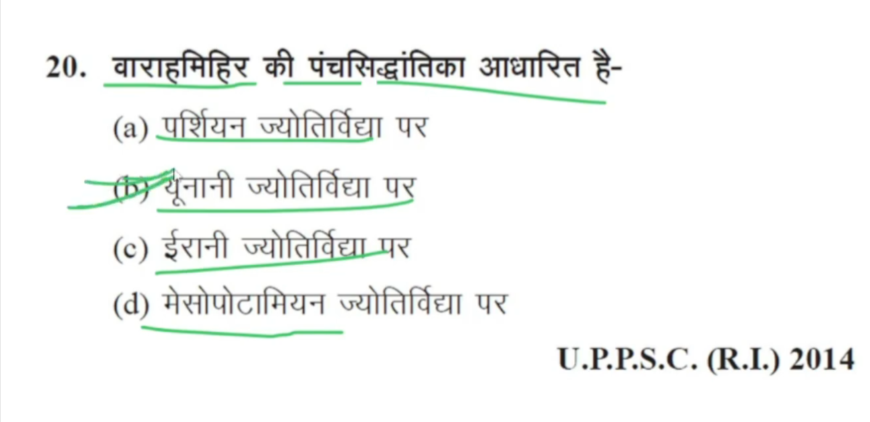 20. वाराहमिहिर की पंचसिद्धांतिका आधारित है-
(a) पर्शियन ज्योतिर्विद्या पर
(b) यूनानी ज्योतिर्विद्या पर
(c) ईरानी ज्योतिर्विद्या पर
(d) मेसोपोटामियन ज्योतिर्विद्या पर
U.P.P.S.C. (R.I.) 2014